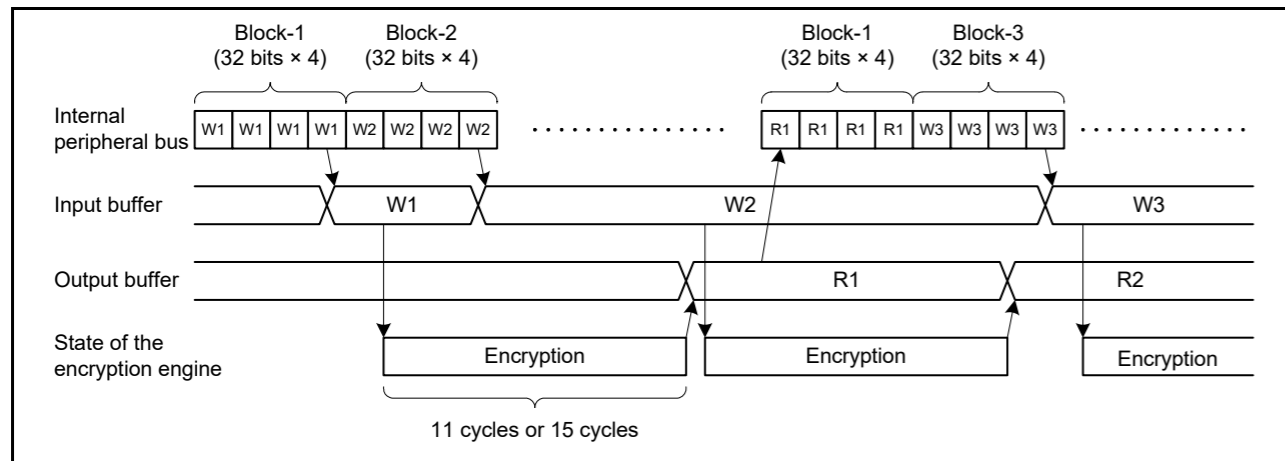 Block-1 Block-2 Block-1 Block-3
(32 bits × 4) (32 bits × 4) (32 bits × 4) (32 bits × 4)
Internal
peripheral bus
W1 W1 W1 W1 W2 W2 W2 W2 R1 R1 R1 R1 W3 W3 W3 W3
Input buffer W1 W2 W3
Output buffer R1 R2
State of the
encryption engine
Encryption Encryption Encryption
11 cycles or 15 cycles